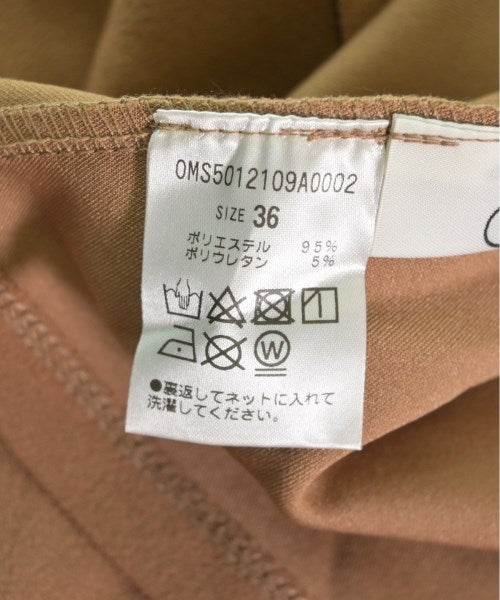 OMS5012109A0002
SIZE 36
ポリエステル 95%
ポリウレタン 5%
W
●裏返してネットに入れて
洗濯してください。